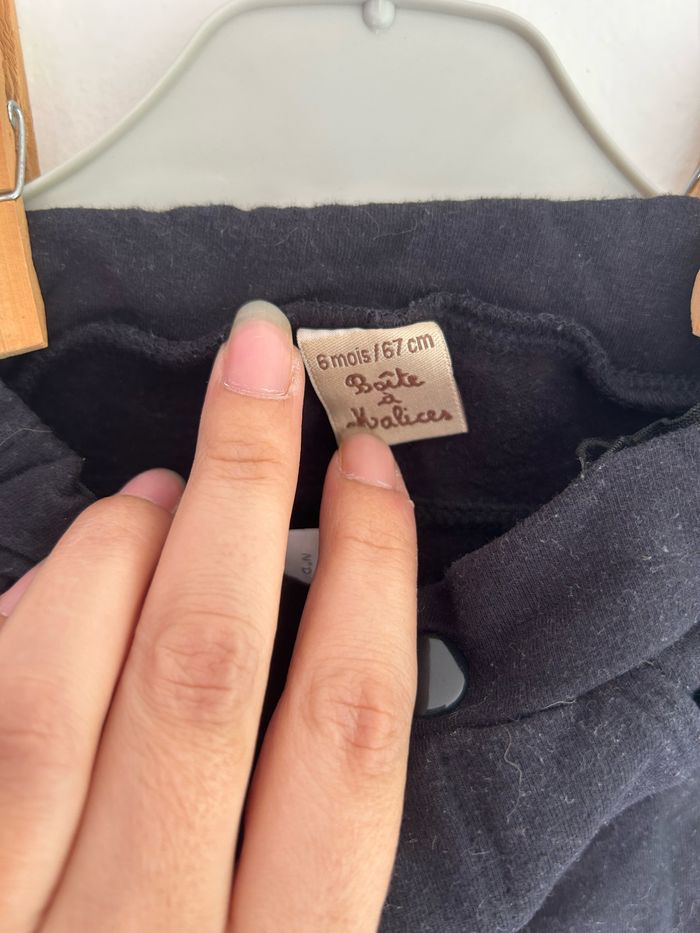 6 mois / 67 cm
Boîte
à
Malices
N°D